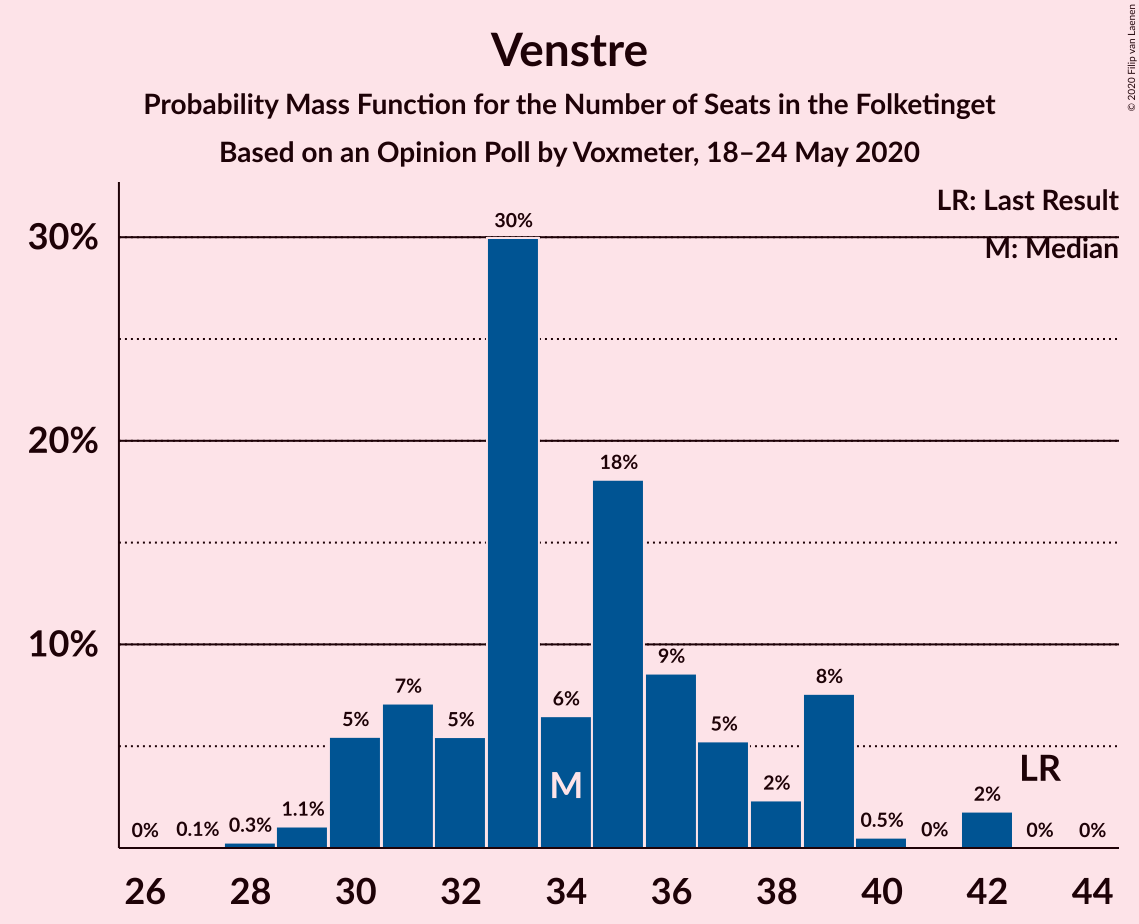 Venstre
Probability Mass Function for the Number of Seats in the Folketinget
Based on an Opinion Poll by Voxmeter, 18–24 May 2020
© 2020 Filip van Laenen
LR: Last Result
M: Median
30%
20%
10%
0% 0.1% 0.3% 1.1% 5% 7% 5% 30% 6% 18% 9% 5% 2% 8% 0.5% 0% 2% 0% 0%
M
LR
26 28 30 32 34 36 38 40 42 44